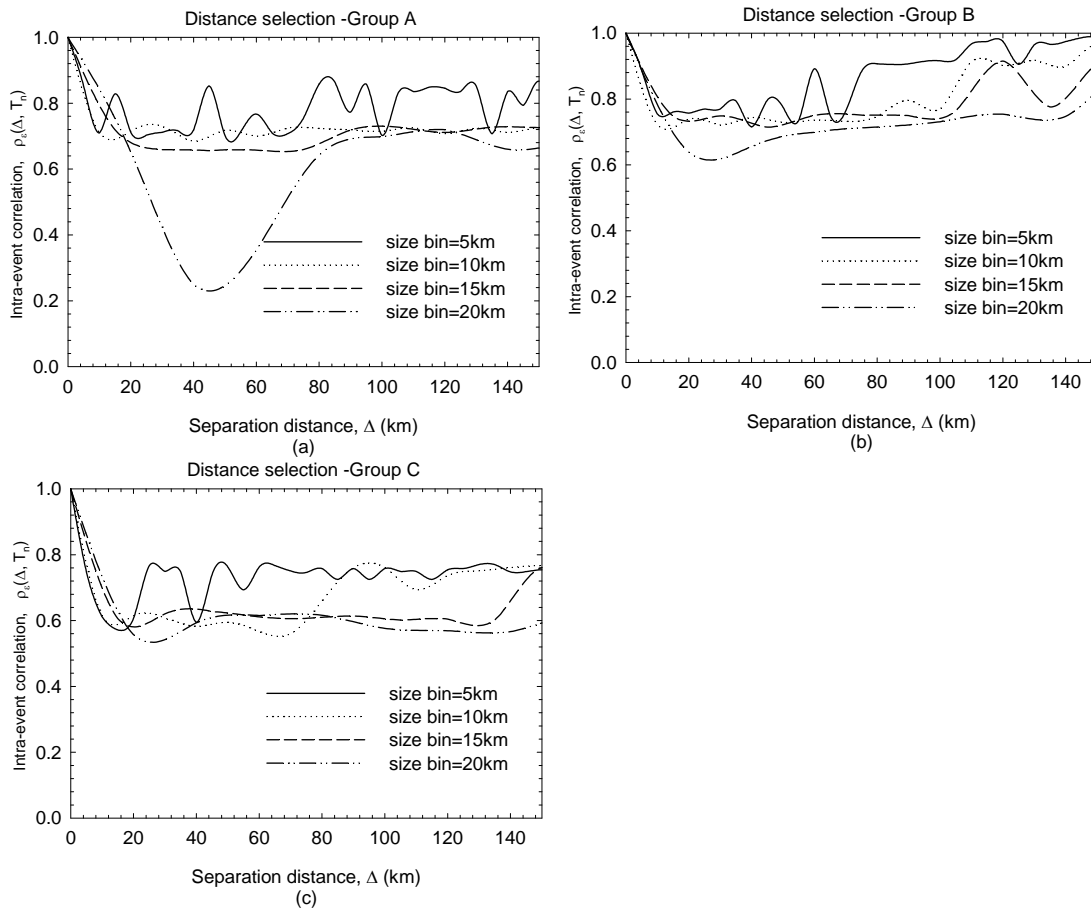 Distance selection -Group A
Intra-event correlation, ρε(Δ, Tn)
1.0
0.8
0.6
0.4
0.2
0.0
size bin=5km
size bin=10km
size bin=15km
size bin=20km
0 20 40 60 80 100 120 140
Separation distance, Δ (km)
(a)
Distance selection -Group B
Intra-event correlation, ρε(Δ, Tn)
1.0
0.8
0.6
0.4
0.2
0.0
size bin=5km
size bin=10km
size bin=15km
size bin=20km
0 20 40 60 80 100 120 140
Separation distance, Δ (km)
(b)
Distance selection -Group C
Intra-event correlation, ρε(Δ, Tn)
1.0
0.8
0.6
0.4
0.2
0.0
size bin=5km
size bin=10km
size bin=15km
size bin=20km
0 20 40 60 80 100 120 140
Separation distance, Δ (km)
(c)